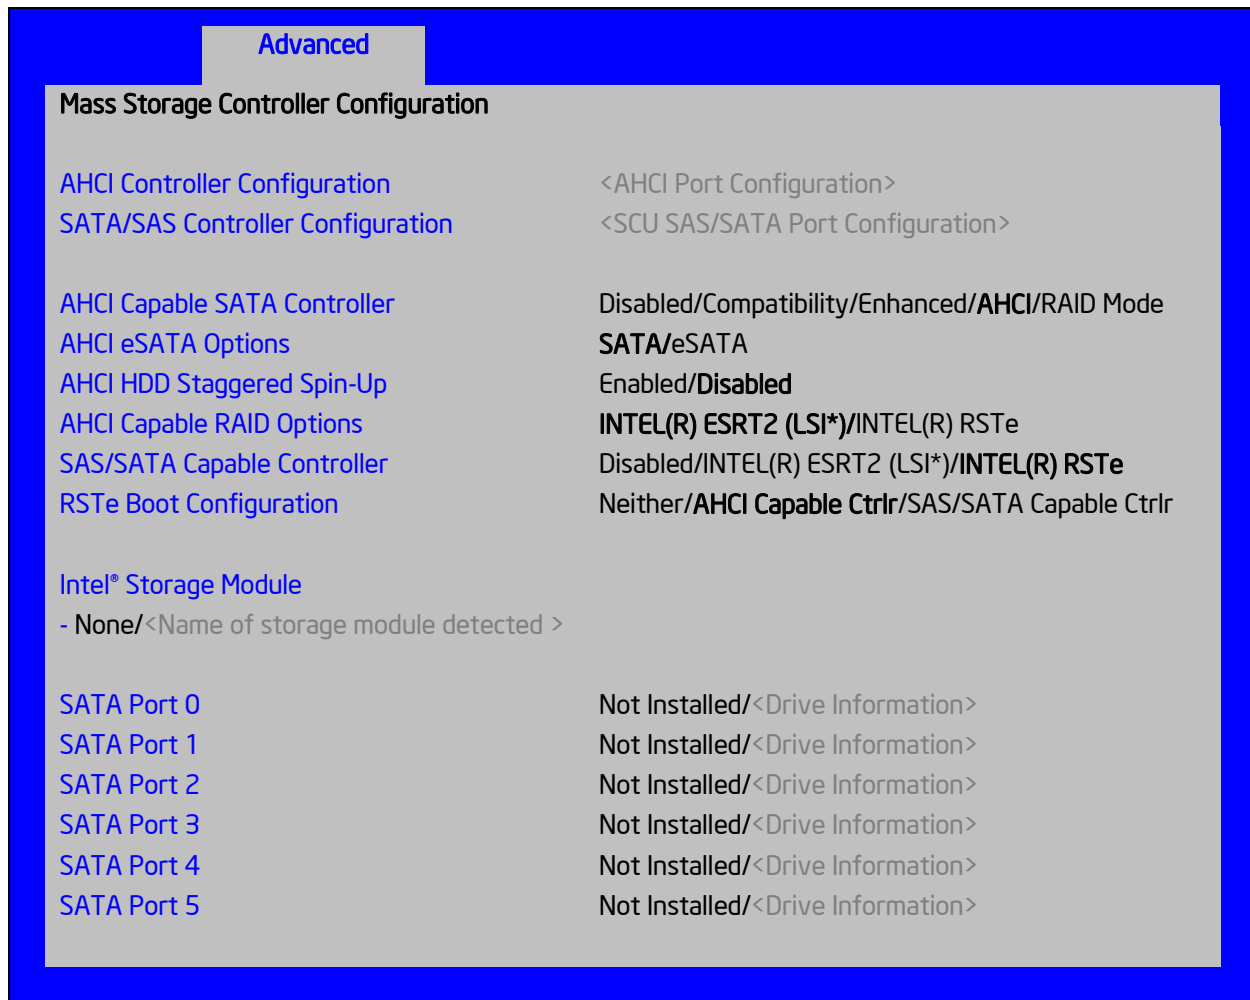 Advanced
Mass Storage Controller Configuration
AHCI Controller Configuration <AHCI Port Configuration>
SATA/SAS Controller Configuration <SCU SAS/SATA Port Configuration>
AHCI Capable SATA Controller Disabled/Compatibility/Enhanced/AHCI/RAID Mode
AHCI eSATA Options SATA/eSATA
AHCI HDD Staggered Spin-Up Enabled/Disabled
AHCI Capable RAID Options INTEL(R) ESRT2 (LSI*)/INTEL(R) RSTe
SAS/SATA Capable Controller Disabled/INTEL(R) ESRT2 (LSI*)/INTEL(R) RSTe
RSTe Boot Configuration Neither/AHCI Capable Ctrlr/SAS/SATA Capable Ctrlr
Intel® Storage Module
- None/<Name of storage module detected >
SATA Port 0 Not Installed/<Drive Information>
SATA Port 1 Not Installed/<Drive Information>
SATA Port 2 Not Installed/<Drive Information>
SATA Port 3 Not Installed/<Drive Information>
SATA Port 4 Not Installed/<Drive Information>
SATA Port 5 Not Installed/<Drive Information>